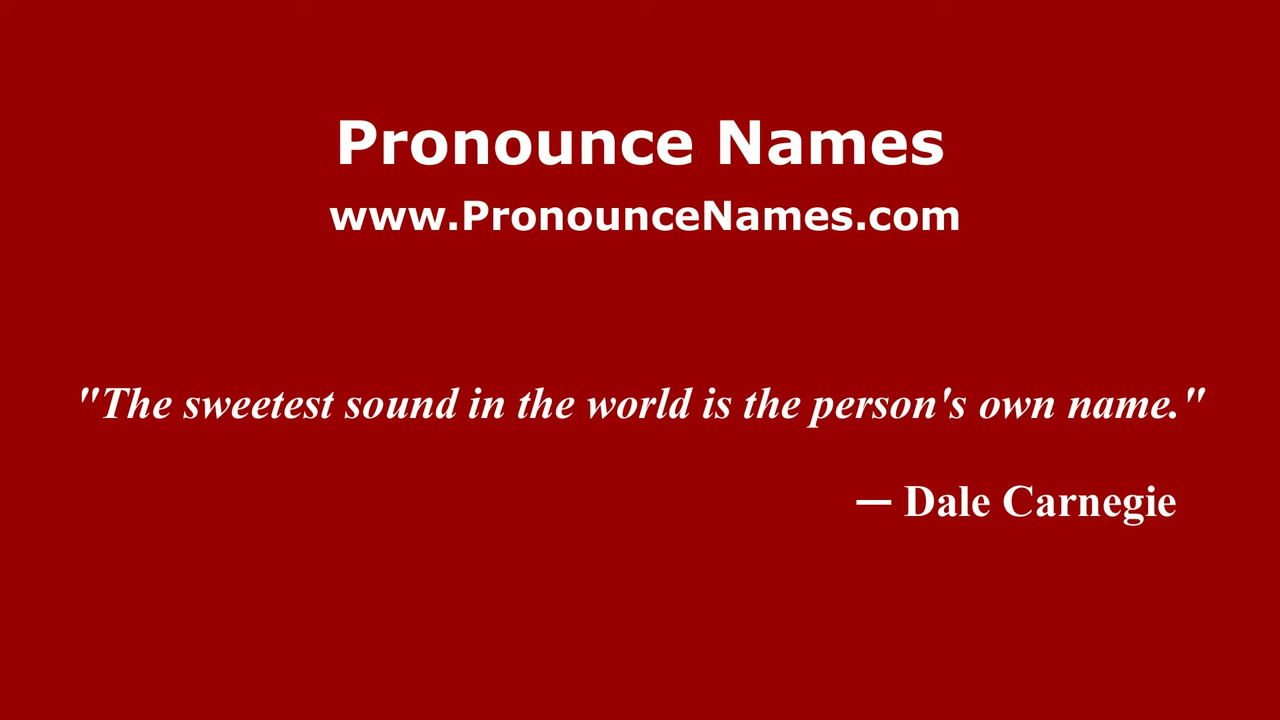 Pronounce Names
www.PronounceNames.com
"The sweetest sound in the world is the person's own name."
— Dale Carnegie